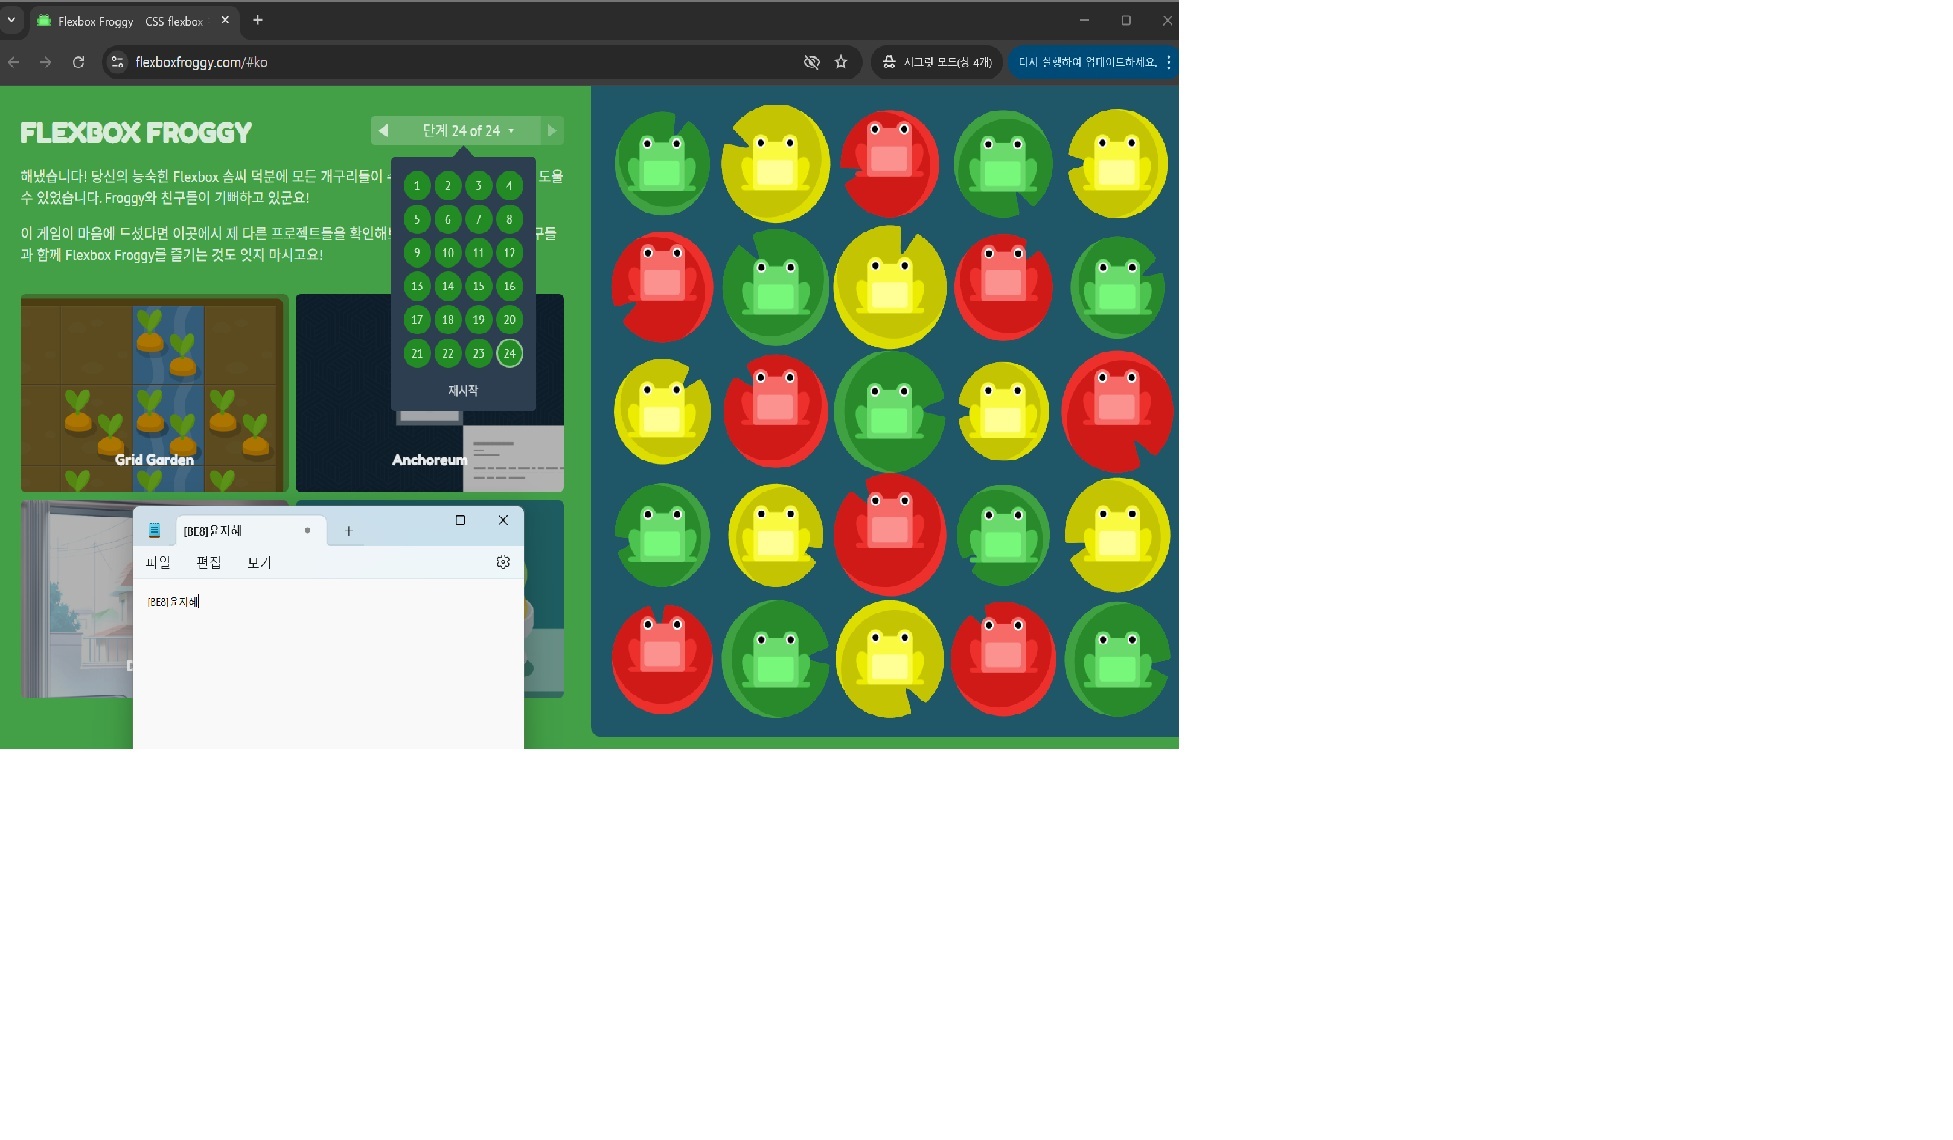 Flexbox Froggy - CSS flexbox
flexboxfroggy.com/#ko
시크릿 모드(창 4개)
다시 실행하여 업데이트하세요.
FLEXBOX FROGGY
단계 24 of 24
해냈습니다! 당신의 능숙한 Flexbox 솜씨 덕분에 모든 개구리들이
도울
수 있었습니다. Froggy와 친구들이 기뻐하고 있군요!
이 게임이 마음에 드셨다면 이곳에서 제 다른 프로젝트들을
구들
과 함께 Flexbox Froggy를 즐기는 것도 잊지 마시고요!
1 2 3 4
5 6 7 8
9 10 11 12
13 14 15 16
17 18 19 20
21 22 23 24
재시작
Grid Garden
Anchoreum
[BE8]윤지혜
파일 편집 보기
[BE8]윤지혜